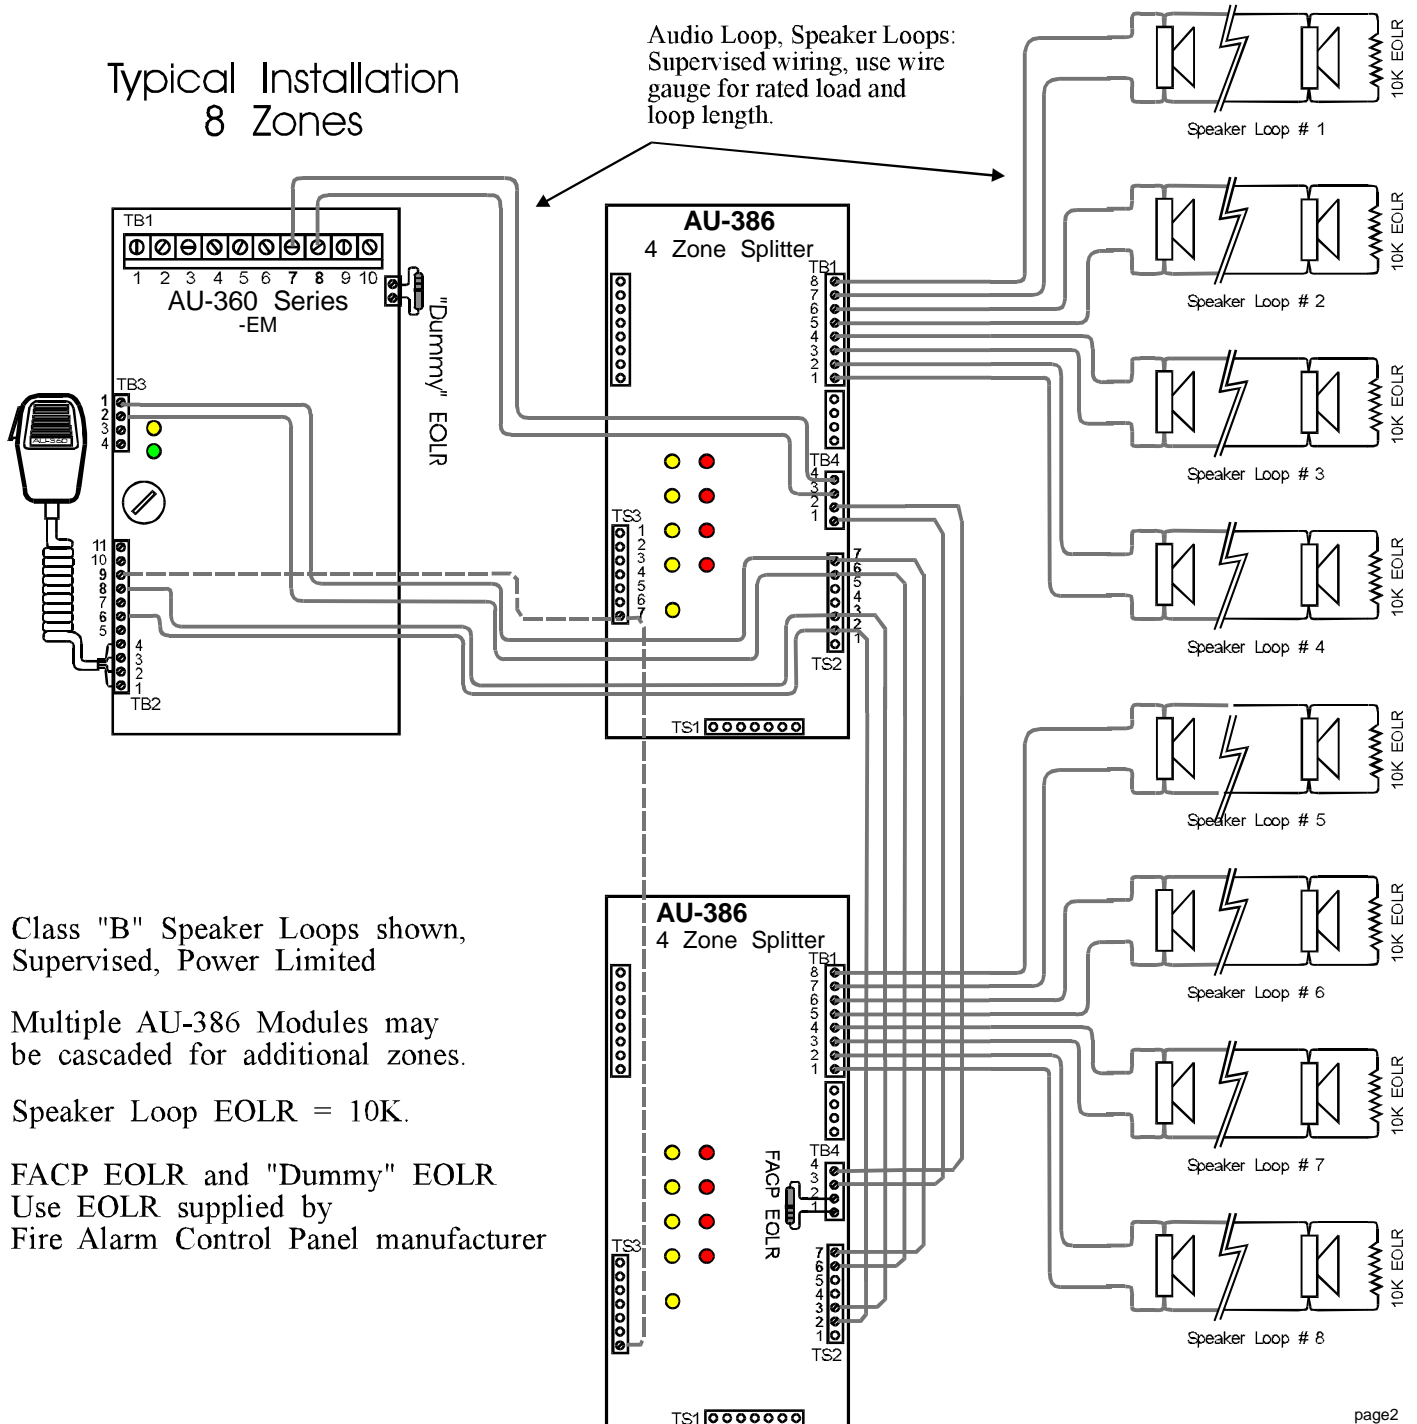 Typical Installation
8 Zones
Audio Loop, Speaker Loops:
Supervised wiring, use wire
gauge for rated load and
loop length.
TB1
1 2 3 4 5 6 7 8 9 10
AU-360 Series
-EM
"Dummy" EOLR
TB3
1
2
3
4
AU-360
11
10
9
8
7
6
5
4
3
2
1
TB2
AU-386
4 Zone Splitter
TB1
8
7
6
5
4
3
2
1
TB4
4
3
2
1
TS3
1
2
3
4
5
6
7
7
6
5
4
3
2
1
TS2
TS1
10K EOLR
Speaker Loop # 1
10K EOLR
Speaker Loop # 2
10K EOLR
Speaker Loop # 3
10K EOLR
Speaker Loop # 4
10K EOLR
Speaker Loop # 5
10K EOLR
Speaker Loop # 6
10K EOLR
Speaker Loop # 7
10K EOLR
Speaker Loop # 8
AU-386
4 Zone Splitter
TB1
8
7
6
5
4
3
2
1
TB4
4
3
2
1
FACP EOLR
TS3
7
6
5
4
3
2
1
TS2
TS1
Class "B" Speaker Loops shown,
Supervised, Power Limited
Multiple AU-386 Modules may
be cascaded for additional zones.
Speaker Loop EOLR = 10K.
FACP EOLR and "Dummy" EOLR
Use EOLR supplied by
Fire Alarm Control Panel manufacturer
page2